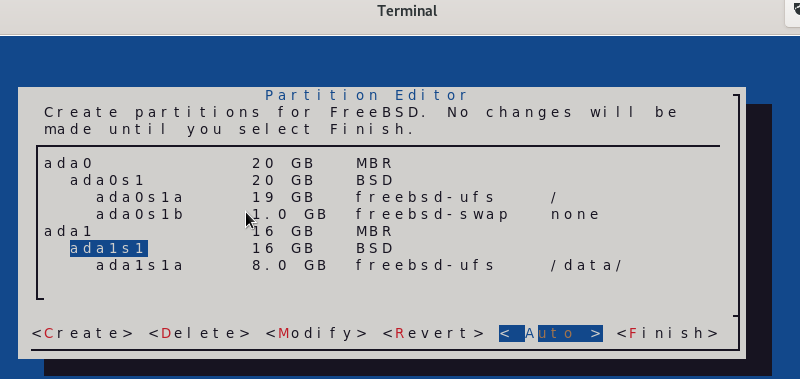 Terminal
Partition Editor
Create partitions for FreeBSD. No changes will be
made until you select Finish.
ada0 20 GB MBR
ada0s1 20 GB BSD
ada0s1a 19 GB freebsd-ufs /
ada0s1b 1.0 GB freebsd-swap none
ada1 16 GB MBR
ada1s1 16 GB BSD
ada1s1a 8.0 GB freebsd-ufs /data/
<Create> <Delete> <Modify> <Revert> < Auto > <Finish>